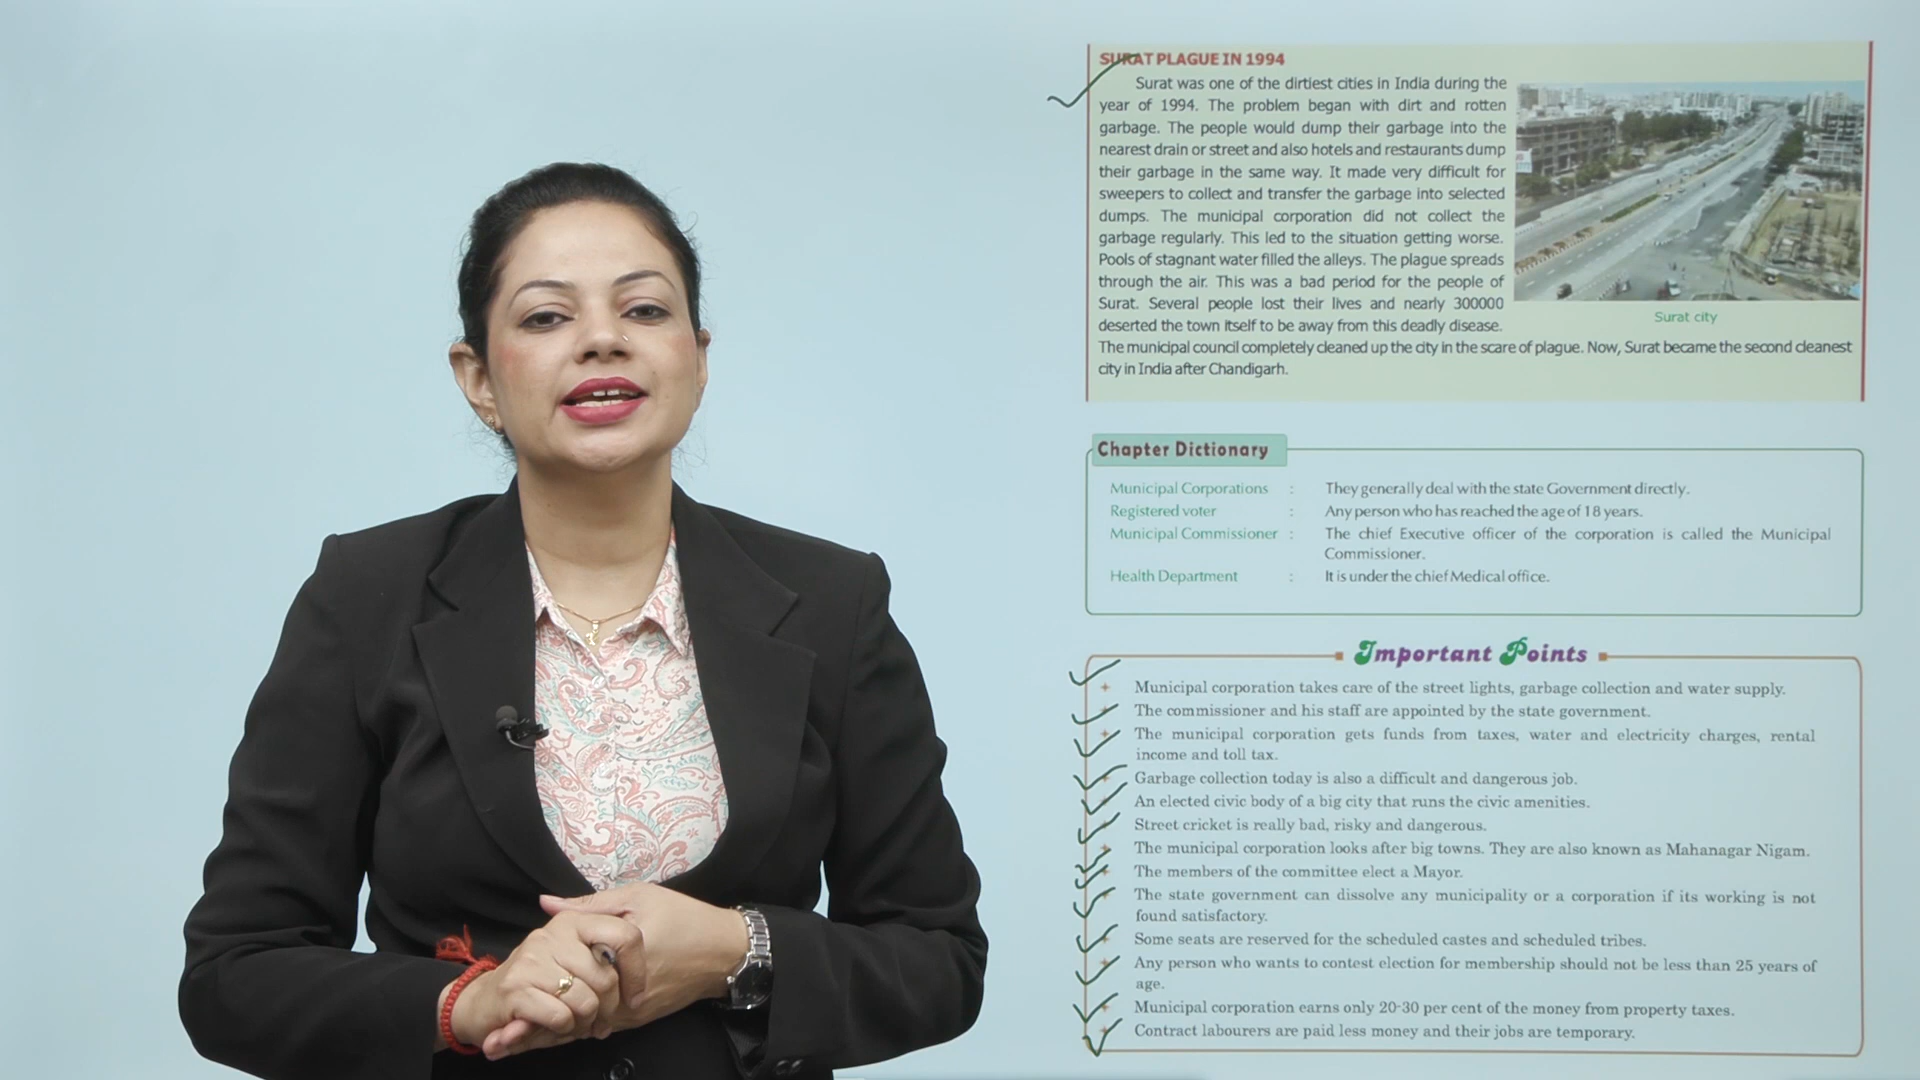 SURAT PLAGUE IN 1994
Surat was one of the dirtiest cities in India during the
year of 1994. The problem began with dirt and rotten
garbage. The people would dump their garbage into the
nearest drain or street and also hotels and restaurants dump
their garbage in the same way. It made very difficult for
sweepers to collect and transfer the garbage into selected
dumps. The municipal corporation did not collect the
garbage regularly. This led to the situation getting worse.
Pools of stagnant water filled the alleys. The plague spreads
through the air. This was a bad period for the people of
Surat. Several people lost their lives and nearly 300000
deserted the town itself to be away from this deadly disease.
The municipal council completely cleaned up the city in the scare of plague. Now, Surat became the second cleanest
city in India after Chandigarh.
Surat city
Chapter Dictionary
Municipal Corporations : They generally deal with the state Government directly.
Registered voter : Any person who has reached the age of 18 years.
Municipal Commissioner : The chief Executive officer of the corporation is called the Municipal
Commissioner.
Health Department : It is under the chief Medical office.
Important Points
Municipal corporation takes care of the street lights, garbage collection and water supply.
The commissioner and his staff are appointed by the state government.
The municipal corporation gets funds from taxes, water and electricity charges, rental
income and toll tax.
Garbage collection today is also a difficult and dangerous job.
An elected civic body of a big city that runs the civic amenities.
Street cricket is really bad, risky and dangerous.
The municipal corporation looks after big towns. They are also known as Mahanagar Nigam.
The members of the committee elect a Mayor.
The state government can dissolve any municipality or a corporation if its working is not
found satisfactory.
Some seats are reserved for the scheduled castes and scheduled tribes.
Any person who wants to contest election for membership should not be less than 25 years of
age.
Municipal corporation earns only 20-30 per cent of the money from property taxes.
Contract labourers are paid less money and their jobs are temporary.